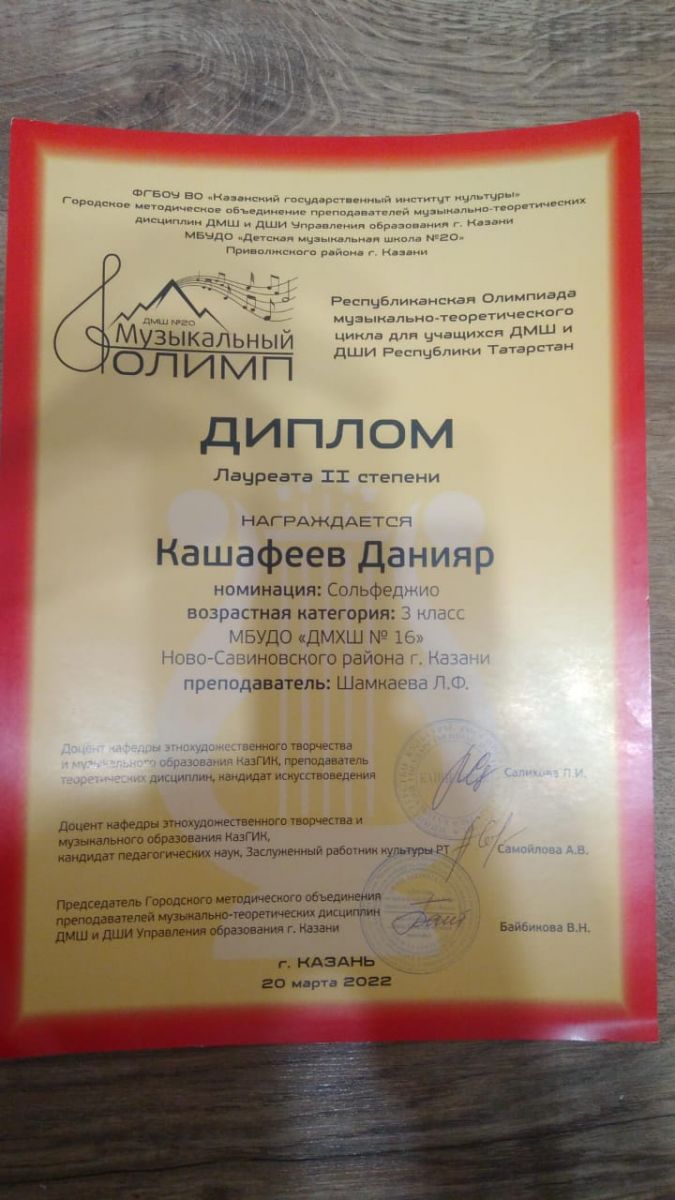 ФГБОУ ВО «Казанский государственный институт культуры»
Городское методическое объединение преподавателей музыкально-теоретических
дисциплин ДМШ и ДШИ Управления образования г. Казани
МБУДО «Детская музыкальная школа №20»
Приволжского района г. Казани
ДМШ №20
Музыкальный
ОЛИМП
Республиканская Олимпиада
музыкально-теоретического
цикла для учащихся ДМШ и
ДШИ Республики Татарстан
ДИПЛОМ
Лауреата II степени
НАГРАЖДАЕТСЯ
Кашафеев Данияр
номинация: Сольфеджио
возрастная категория: 3 класс
МБУДО «ДМХШ № 16»
Ново-Савиновского района г. Казани
преподаватель: Шамкаева Л.Ф.
Доцент кафедры этнохудожественного творчества
и музыкального образования КазГИК, преподаватель
теоретических дисциплин, кандидат искусствоведения
Салихова Л.И.
Доцент кафедры этнохудожественного творчества и
музыкального образования КазГИК,
кандидат педагогических наук, Заслуженный работник культуры РТ
Самойлова А.В.
Председатель Городского методического объединения
преподавателей музыкально-теоретических дисциплин
ДМШ и ДШИ Управления образования г. Казани
Байбикова В.Н.
г. КАЗАНЬ
20 марта 2022